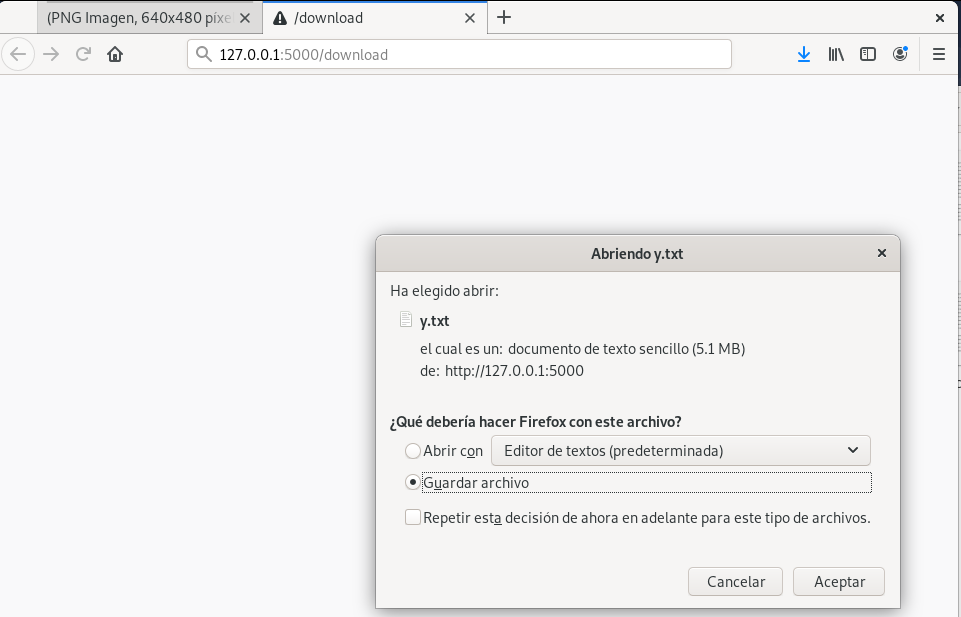 (PNG Imagen, 640x480 píxe
/download
127.0.0.1:5000/download
Abriendo y.txt
Ha elegido abrir:
y.txt
el cual es un: documento de texto sencillo (5.1 MB)
de: http://127.0.0.1:5000
¿Qué debería hacer Firefox con este archivo?
Abrir con Editor de textos (predeterminada)
Guardar archivo
Repetir esta decisión de ahora en adelante para este tipo de archivos.
Cancelar Aceptar